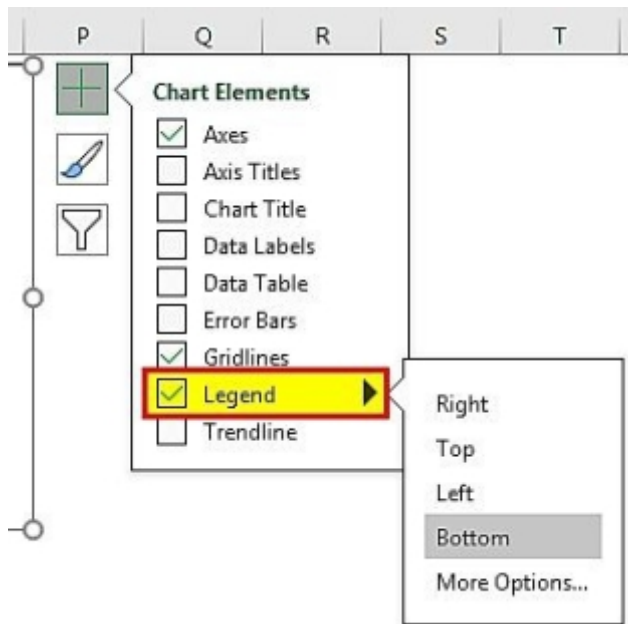 P Q R S T
Chart Elements
Axes
Axis Titles
Chart Title
Data Labels
Data Table
Error Bars
Gridlines
Legend
Trendline
Right
Top
Left
Bottom
More Options...